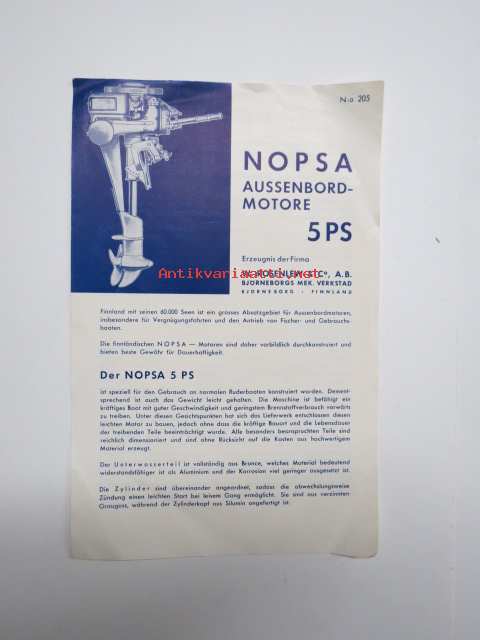 N:o 205
NOPSA
AUSSENBORD-
MOTORE
5 PS
Erzeugnis der Firma
W. ROSENLEW & Cº, A.B.
BJÖRNEBORGS MEK. VERKSTAD
BJÖRNEBORG - FINNLAND
Antikvariaatti.net
Finnland mit seinen 60.000 Seen ist ein grosses Absatzgebiet für Aussenbordmotoren,
insbesondere für Vergnügungsfahrten und den Antrieb von Fischer- und Gebrauchs-
booten.
Die finnländischen NOPSA — Motoren sind daher vorbildlich durchkonstruiert und
bieten beste Gewähr für Dauerhaftigkeit.
Der NOPSA 5 PS
ist speziell für den Gebrauch an normalen Ruderbooten konstruiert worden. Dement-
sprechend ist auch das Gewicht leicht gehalten. Die Maschine ist befähigt ein
kräftiges Boot mit guter Geschwindigkeit und geringstem Brennstoffverbrauch vorwärts
zu treiben. Unter diesen Gesichtspunkten hat sich das Lieferwerk entschlossen diesen
leichten Motor zu bauen, jedoch ohne dass die kräftige Bauart und die Lebensdauer
der treibenden Teile beeinträchtigt wurde. Alle besonders beanspruchten Teile sind
reichlich dimensioniert und sind ohne Rücksicht auf die Kosten aus hochwertigem
Material erzeugt.
Der Unterwasserteil ist vollständig aus Bronce, welches Material bedeutend
widerstandsfähiger ist als Aluminium und der Korrosion viel geringer ausgesetzt ist.
Die Zylinder sind übereinander angeordnet, sodass die abwechslungsweise
Zündung einen leichten Start bei leisem Gang ermöglicht. Sie sind aus verzinnten
Grauguss, während der Zylinderkopf aus Silumin angefertigt ist.